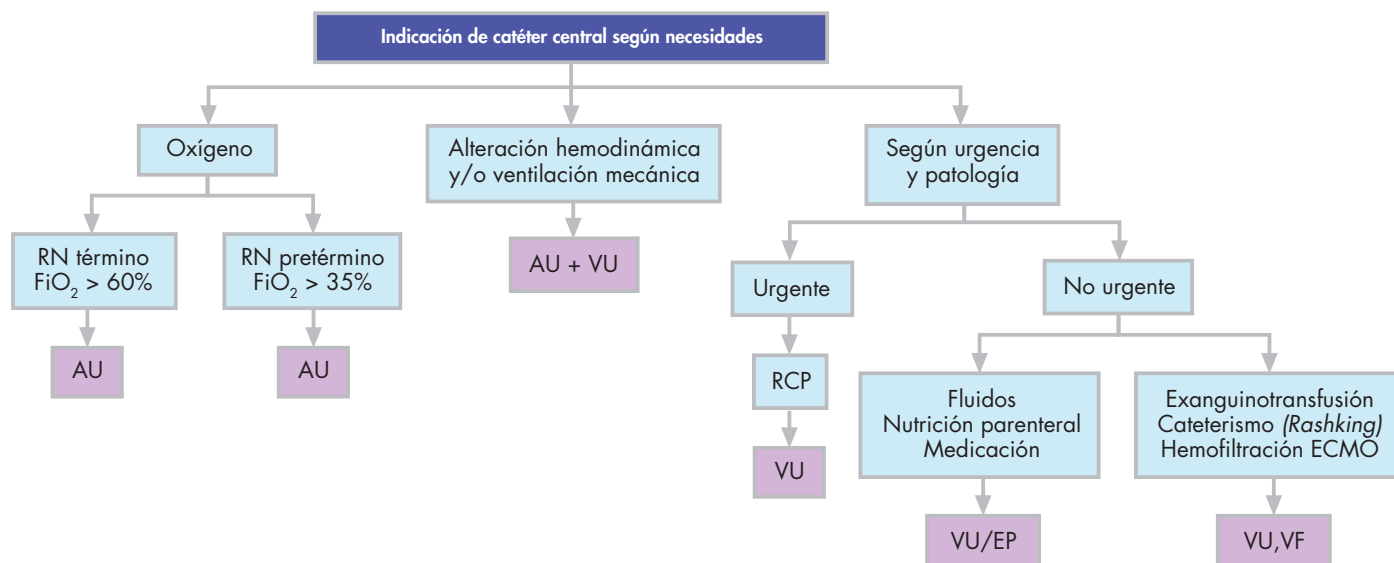 Indicación de catéter central según necesidades
Oxígeno
Alteración hemodinámica
y/o ventilación mecánica
Según urgencia
y patología
RN término
FiO₂ > 60%
RN pretérmino
FiO₂ > 35%
AU + VU
Urgente
No urgente
AU
AU
RCP
Fluidos
Nutrición parenteral
Medicación
Exanguinotransfusión
Cateterismo (Rashking)
Hemofiltración ECMO
VU
VU/EP
VU,VF